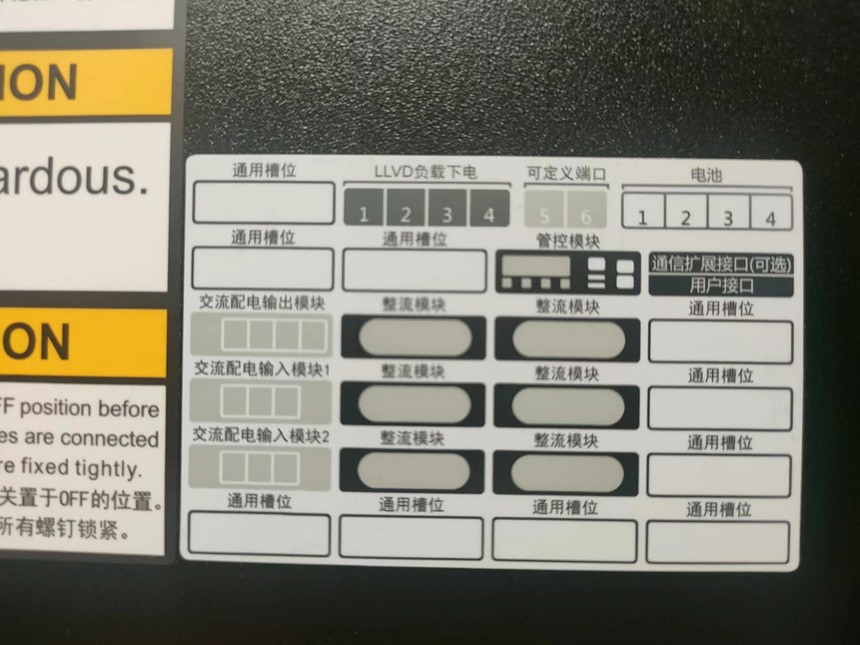 ION
ardous.
ON
FF position before
es are connected
re fixed tightly.
关置于OFF的位置。
所有螺钉锁紧。
通用槽位 LLVD负载下电 可定义端口 电池
1 2 3 4 5 6 1 2 3 4
通用槽位 通用槽位 管控模块 通信扩展接口(可选)
用户接口
交流配电输出模块 整流模块 整流模块 通用槽位
交流配电输入模块1 整流模块 整流模块 通用槽位
交流配电输入模块2 整流模块 整流模块 通用槽位
通用槽位 通用槽位 通用槽位 通用槽位